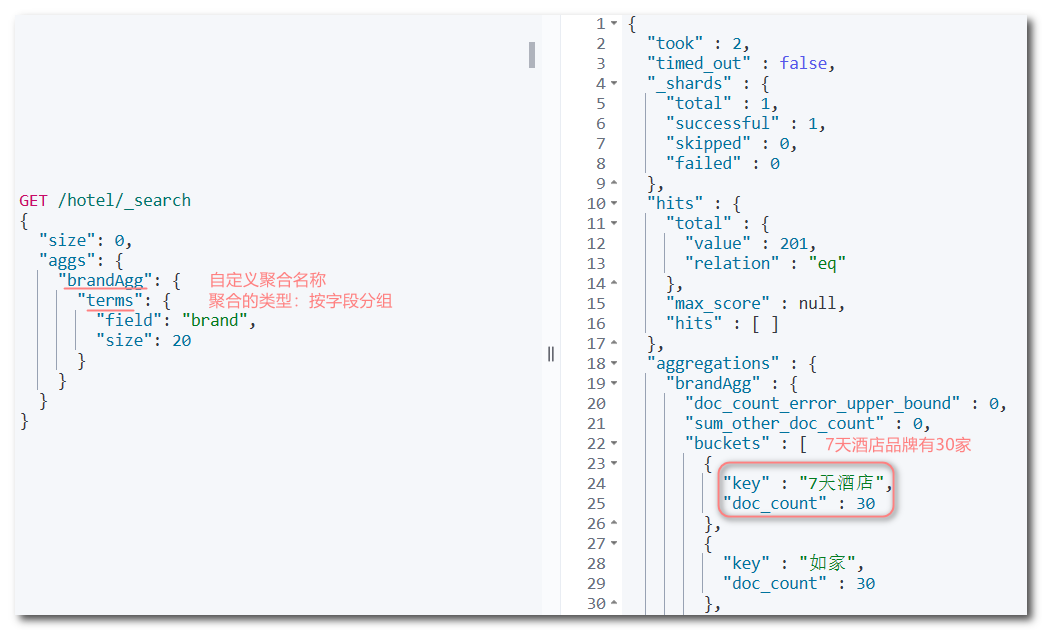 GET /hotel/_search
{
  "size": 0,
  "aggs": {
    "brandAgg": {   自定义聚合名称
      "terms": {   聚合的类型：按字段分组
        "field": "brand",
        "size": 20
      }
    }
  }
}
1 {
2   "took" : 2,
3   "timed_out" : false,
4   "_shards" : {
5     "total" : 1,
6     "successful" : 1,
7     "skipped" : 0,
8     "failed" : 0
9   },
10   "hits" : {
11     "total" : {
12       "value" : 201,
13       "relation" : "eq"
14     },
15     "max_score" : null,
16     "hits" : [ ]
17   },
18   "aggregations" : {
19     "brandAgg" : {
20       "doc_count_error_upper_bound" : 0,
21       "sum_other_doc_count" : 0,
22       "buckets" : [   7天酒店品牌有30家
23         {
24           "key" : "7天酒店",
25           "doc_count" : 30
26         },
27         {
28           "key" : "如家",
29           "doc_count" : 30
30         },